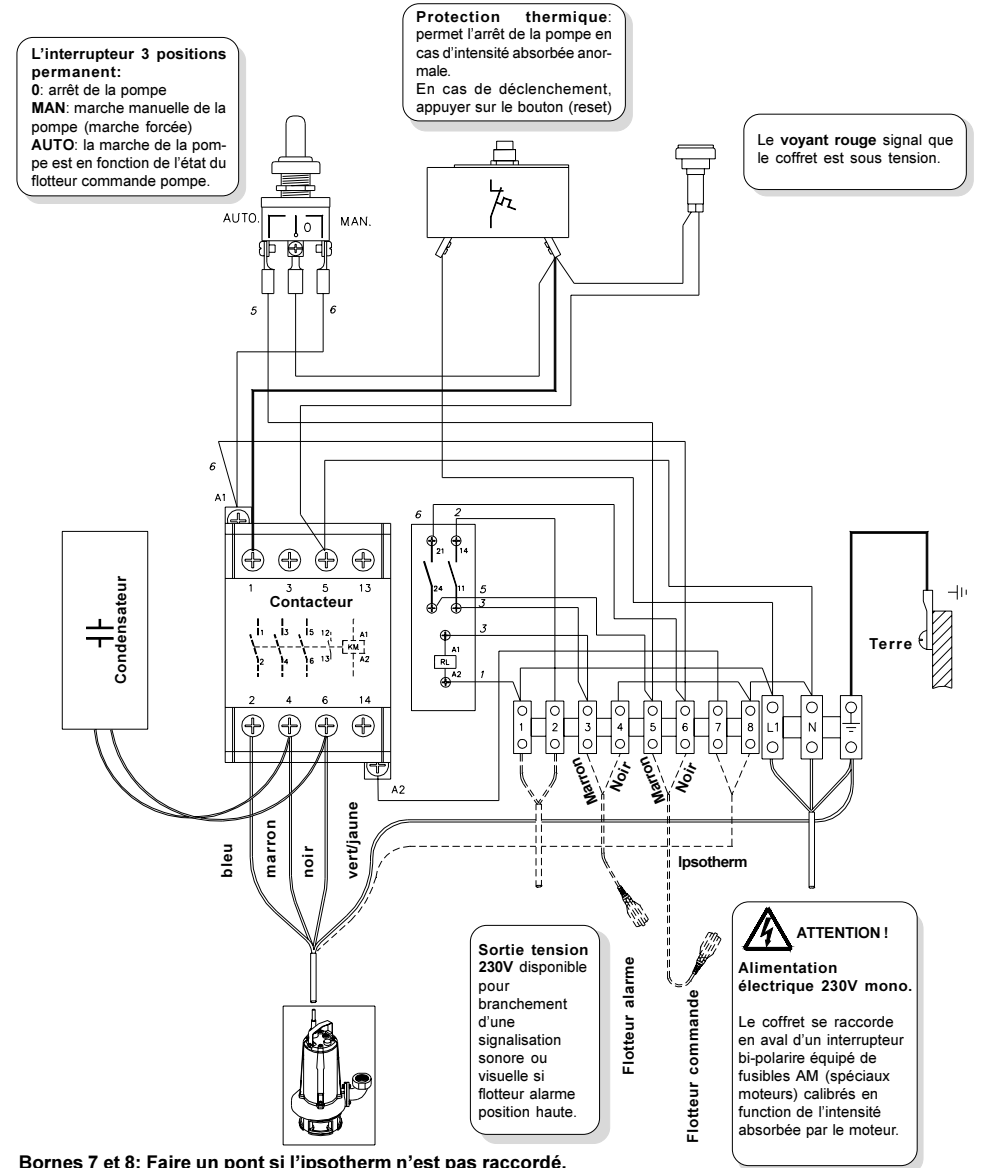 L'interrupteur 3 positions
permanent:
0: arrêt de la pompe
MAN: marche manuelle de la
pompe (marche forcée)
AUTO: la marche de la pom-
pe est en fonction de l'état du
flotteur commande pompe.
Protection thermique:
permet l'arrêt de la pompe en
cas d'intensité absorbée anor-
male.
En cas de déclenchement,
appuyer sur le bouton (reset)
Le voyant rouge signal que
le coffret est sous tension.
AUTO.
0
MAN.
5
6
6
A1
1
3
5
13
Contacteur
1
3
5
12
A1
KM
2
4
6
13
A2
2
4
6
14
A2
Condensateur
6
2
21
14
24
11
5
3
3
A1
RL
A2
1
1
2
3
4
5
6
7
8
L1
N
Terre
Marron
Noir
Marron
Noir
bleu
marron
noir
vert/jaune
Ipsotherm
Flotteur alarme
Flotteur commande
Sortie tension
230V disponible
pour
branchement
d'une
signalisation
sonore ou
visuelle si
flotteur alarme
position haute.
ATTENTION !
Alimentation
électrique 230V mono.
Le coffret se raccorde
en aval d'un interrupteur
bi-polarire équipé de
fusibles AM (spéciaux
moteurs) calibrés en
function de l'intensité
absorbée par le moteur.
Bornes 7 et 8: Faire un pont si l'ipsotherm n'est pas raccordé.